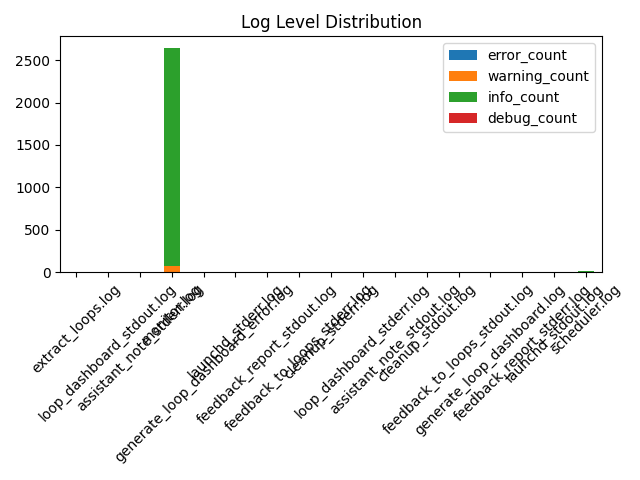 Log Level Distribution
2500
2000
1500
1000
500
0
error_count
warning_count
info_count
debug_count
extract_loops.log
loop_dashboard_stdout.log
assistant_note_stderr.log
generate_loop_dashboard_error.log
launchd_stderr.log
feedback_report_stdout.log
feedback_to_loops_stderr.log
cleanup_stderr.log
loop_dashboard_stderr.log
assistant_note_stdout.log
cleanup_stdout.log
feedback_to_loops_stdout.log
generate_loop_dashboard.log
feedback_report_stderr.log
launchd_stdout.log
scheduler.log